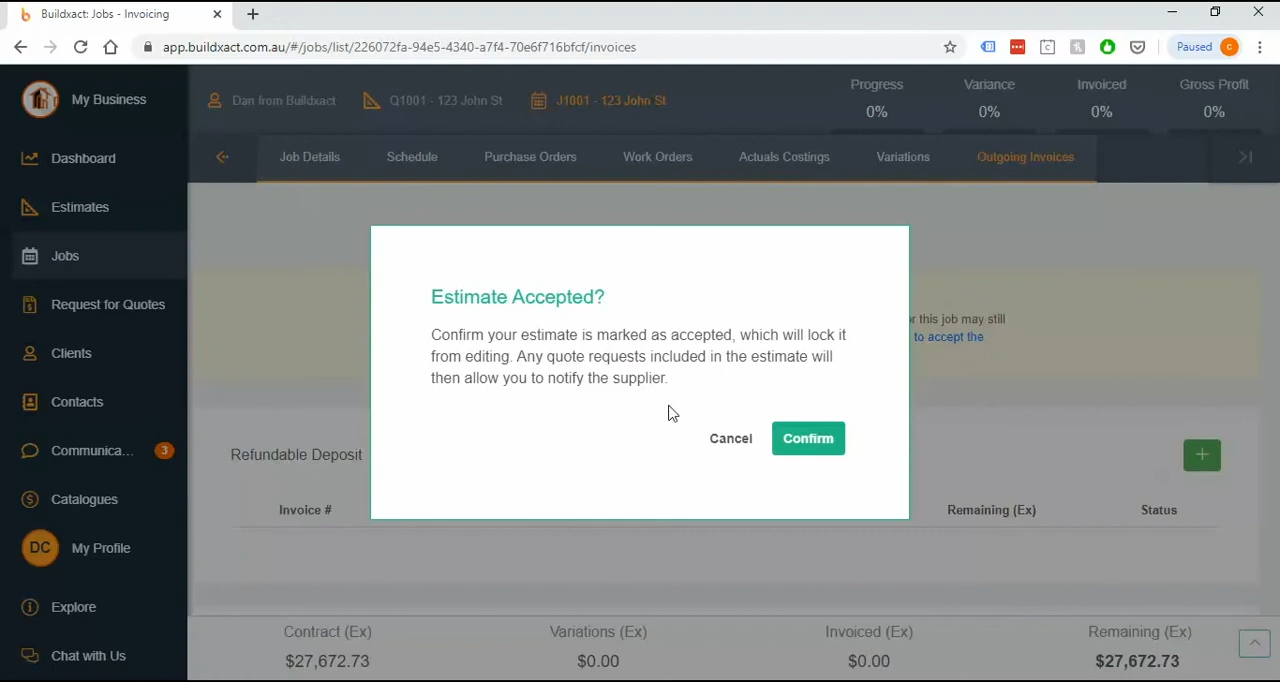 Buildxact: Jobs - Invoicing
app.buildxact.com.au/#/jobs/list/226072fa-94e5-4340-a7f4-70e6f716bfcf/invoices
Paused
c
My Business
Dan from Buildxact
Q1001 - 123 John St
J1001 - 123 John St
Progress
0%
Variance
0%
Invoiced
0%
Gross Profit
0%
Dashboard
Estimates
Jobs
Request for Quotes
Clients
Contacts
Communica... 3
Catalogues
DC My Profile
Explore
Chat with Us
Job Details
Schedule
Purchase Orders
Work Orders
Actuals Costings
Variations
Outgoing Invoices
Estimate Accepted?
Confirm your estimate is marked as accepted, which will lock it
from editing. Any quote requests included in the estimate will
then allow you to notify the supplier.
Cancel
Confirm
r this job may still
to accept the
Refundable Deposit
Invoice #
Remaining (Ex)
Status
Contract (Ex)
$27,672.73
Variations (Ex)
$0.00
Invoiced (Ex)
$0.00
Remaining (Ex)
$27,672.73